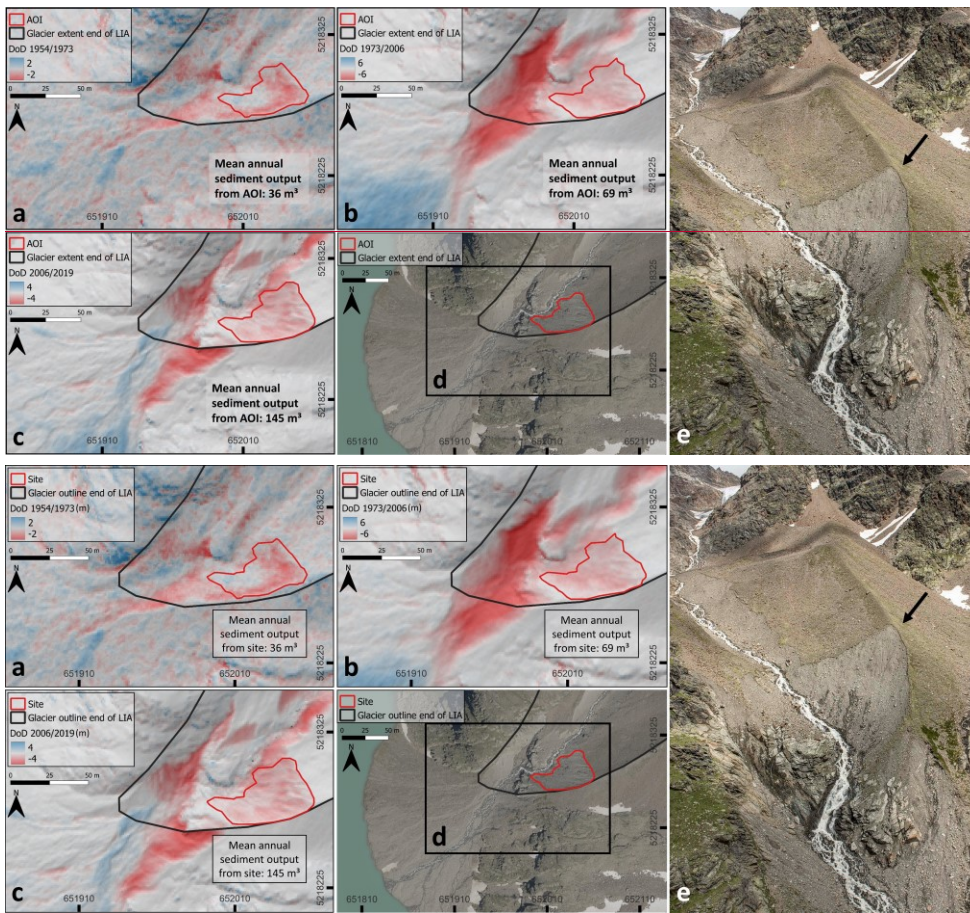 AOI
Glacier extent end of LIA
DoD 1954/1973
2
-2
0 25 50 m
N
5218325
5218225
Mean annual
sediment output
from AOI: 36 m³
a
651910
652010
AOI
Glacier extent end of LIA
DoD 1973/2006
6
-6
0 25 50 m
N
5218325
5218225
Mean annual
sediment output
from AOI: 69 m³
b
651910
652010
AOI
Glacier extent end of LIA
DoD 2006/2019
4
-4
0 25 50 m
N
5218325
5218225
Mean annual
sediment output
from AOI: 145 m³
c
651910
652010
AOI
Glacier extent end of LIA
0 25 50 m
N
5218325
5218225
d
651810
651910
652010
652110
e
Site
Glacier outline end of LIA
DoD 1954/1973 (m)
2
-2
0 25 50 m
N
5218325
5218225
Mean annual
sediment output
from site: 36 m³
a
651910
652010
Site
Glacier outline end of LIA
DoD 1973/2006 (m)
6
-6
0 25 50 m
N
5218325
5218225
Mean annual
sediment output
from site: 69 m³
b
651910
652010
Site
Glacier outline end of LIA
DoD 2006/2019 (m)
4
-4
0 25 50 m
N
5218325
5218225
Mean annual
sediment output
from site: 145 m³
c
651910
652010
Site
Glacier outline end of LIA
0 25 50 m
N
5218325
5218225
d
651810
651910
652010
652110
e